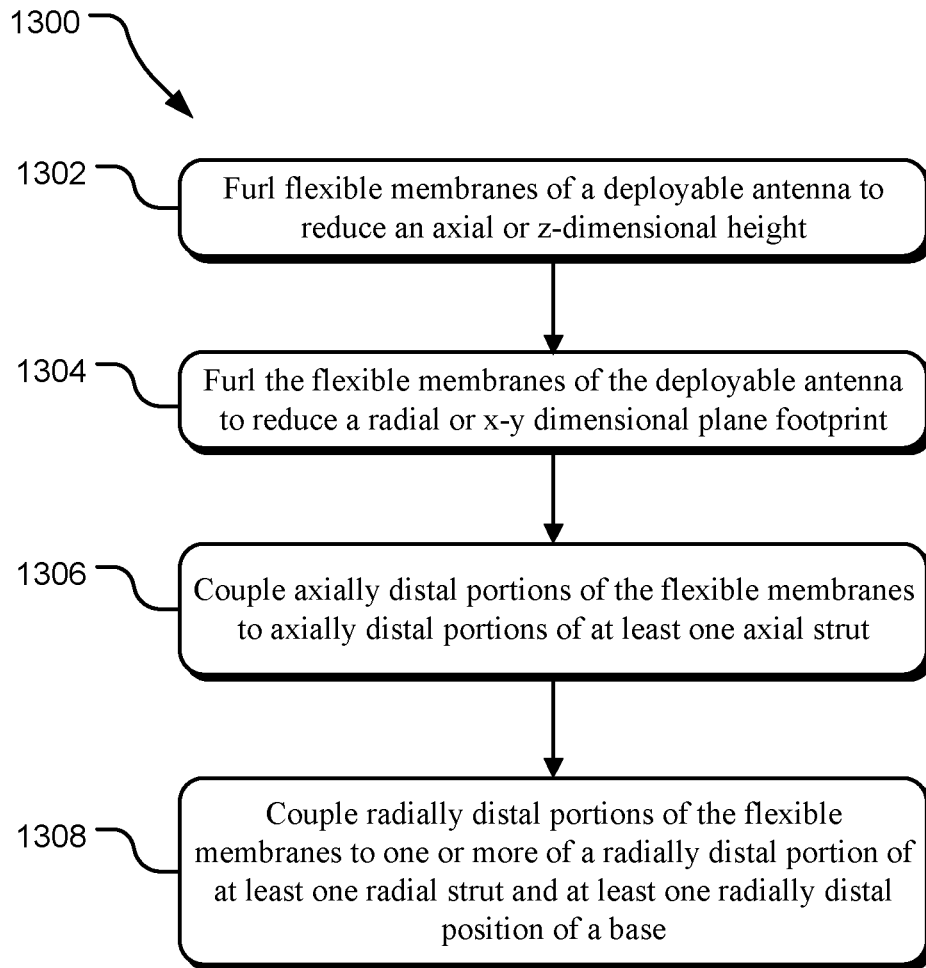 1300
1302
Furl flexible membranes of a deployable antenna to
reduce an axial or z-dimensional height
1304
Furl the flexible membranes of the deployable antenna
to reduce a radial or x-y dimensional plane footprint
1306
Couple axially distal portions of the flexible membranes
to axially distal portions of at least one axial strut
1308
Couple radially distal portions of the flexible
membranes to one or more of a radially distal portion of
at least one radial strut and at least one radially distal
position of a base